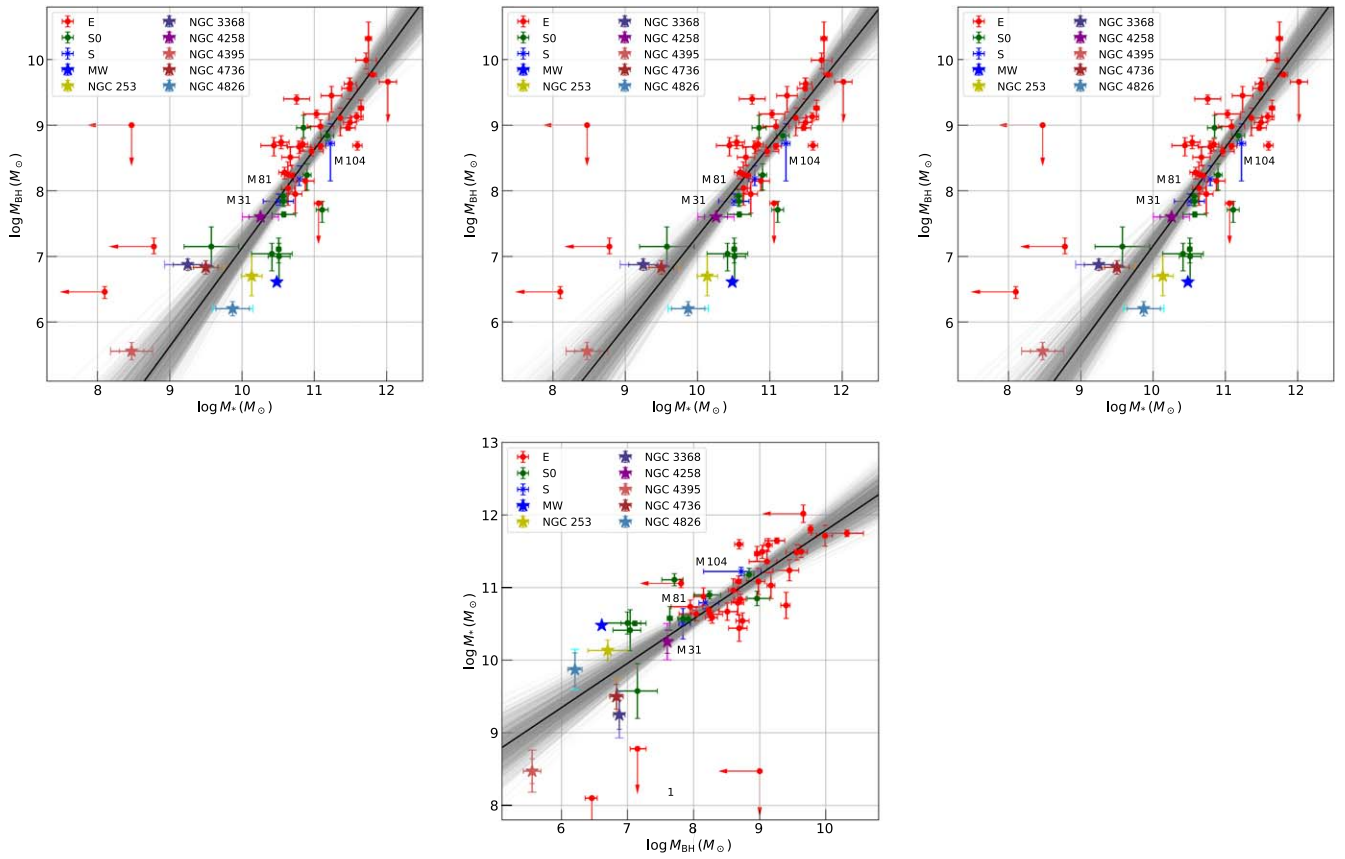 E
S0
S
MW
NGC 253
NGC 3368
NGC 4258
NGC 4395
NGC 4736
NGC 4826
10
9
8
7
6
log M_BH (M_⊙)
M 104
M 81
M 31
8 9 10 11 12
log M_* (M_⊙)
E
S0
S
MW
NGC 253
NGC 3368
NGC 4258
NGC 4395
NGC 4736
NGC 4826
10
9
8
7
6
log M_BH (M_⊙)
M 104
M 81
M 31
8 9 10 11 12
log M_* (M_⊙)
E
S0
S
MW
NGC 253
NGC 3368
NGC 4258
NGC 4395
NGC 4736
NGC 4826
10
9
8
7
6
log M_BH (M_⊙)
M 104
M 81
M 31
8 9 10 11 12
log M_* (M_⊙)
E
S0
S
MW
NGC 253
NGC 3368
NGC 4258
NGC 4395
NGC 4736
NGC 4826
13
12
11
10
9
8
log M_* (M_⊙)
M 104
M 81
M 31
1
6 7 8 9 10
log M_BH (M_⊙)